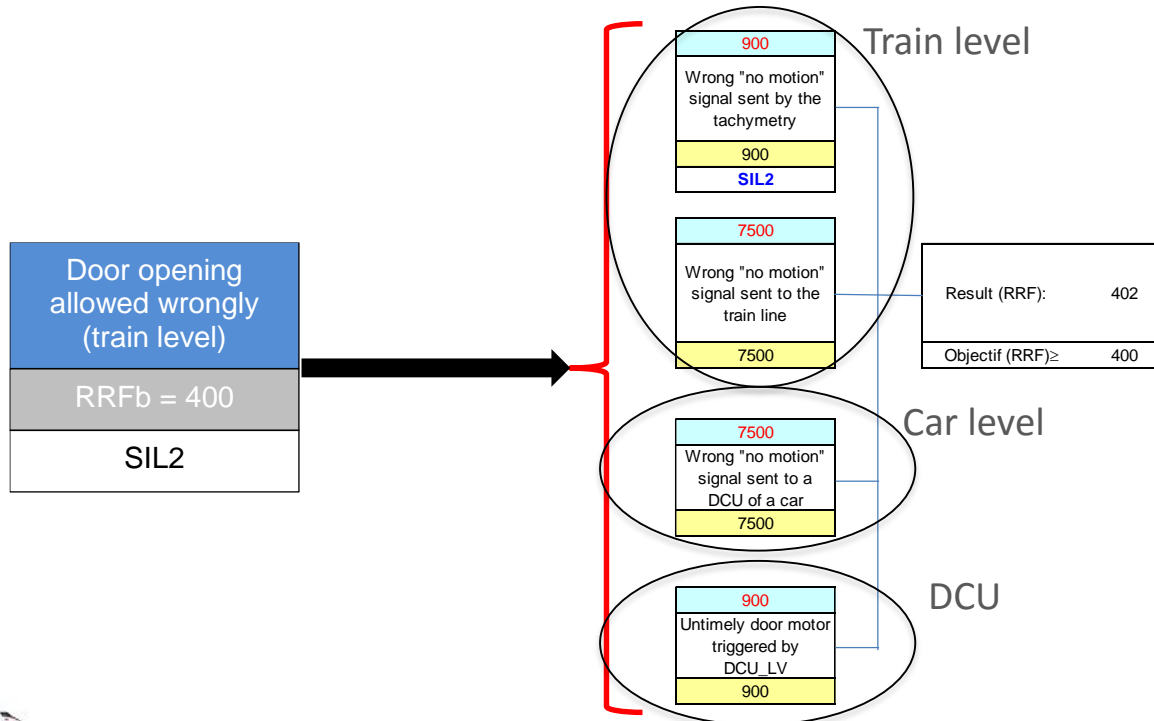 Door opening
allowed wrongly
(train level)
RRFb = 400
SIL2
Train level
900
Wrong "no motion"
signal sent by the
tachymetry
900
SIL2
7500
Wrong "no motion"
signal sent to the
train line
7500
Result (RRF): 402
Objectif (RRF)≥ 400
Car level
7500
Wrong "no motion"
signal sent to a
DCU of a car
7500
DCU
900
Untimely door motor
triggered by
DCU_LV
900